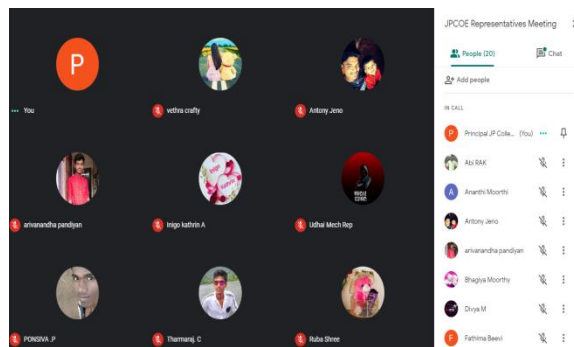 P
You
vethra crafty
Antony Jeno
arivanandha pandiyan
Inigo kathrin A
Udhai Mech Rep
PONSIVA .P
Tharmaraj. C
Ruba Shree
JPCOE Representatives Meeting
People (20)
Chat
Add people
IN CALL
P
Principal JP Colle... (You)
Abi RAK
A
Ananthi Moorthi
Antony Jeno
arivanandha pandiyan
Bhagiya Moorthy
Divya M
F
Fathima Beevi